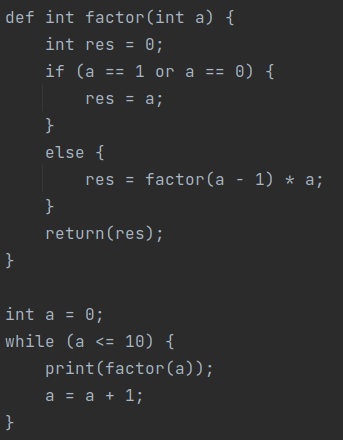 def int factor(int a) {
    int res = 0;
    if (a == 1 or a == 0) {
        res = a;
    }
    else {
        res = factor(a - 1) * a;
    }
    return(res);
}

int a = 0;
while (a <= 10) {
    print(factor(a));
    a = a + 1;
}